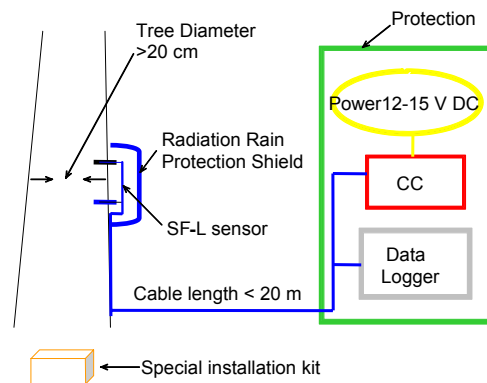 Tree Diameter
>20 cm
Protection
Power12-15 V DC
Radiation Rain
Protection Shield
CC
SF-L sensor
Data
Logger
Cable length < 20 m
Special installation kit